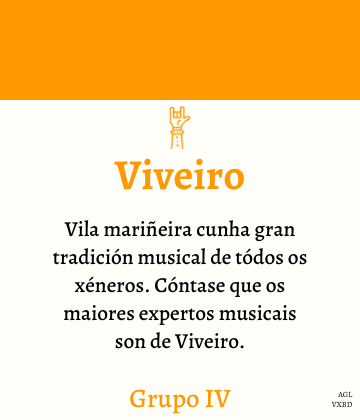 Viveiro
Vila mariñeira cunha gran
tradición musical de tódos os
xéneros. Cóntase que os
maiores expertos musicais
son de Viveiro.
Grupo IV
AGL
VXBD